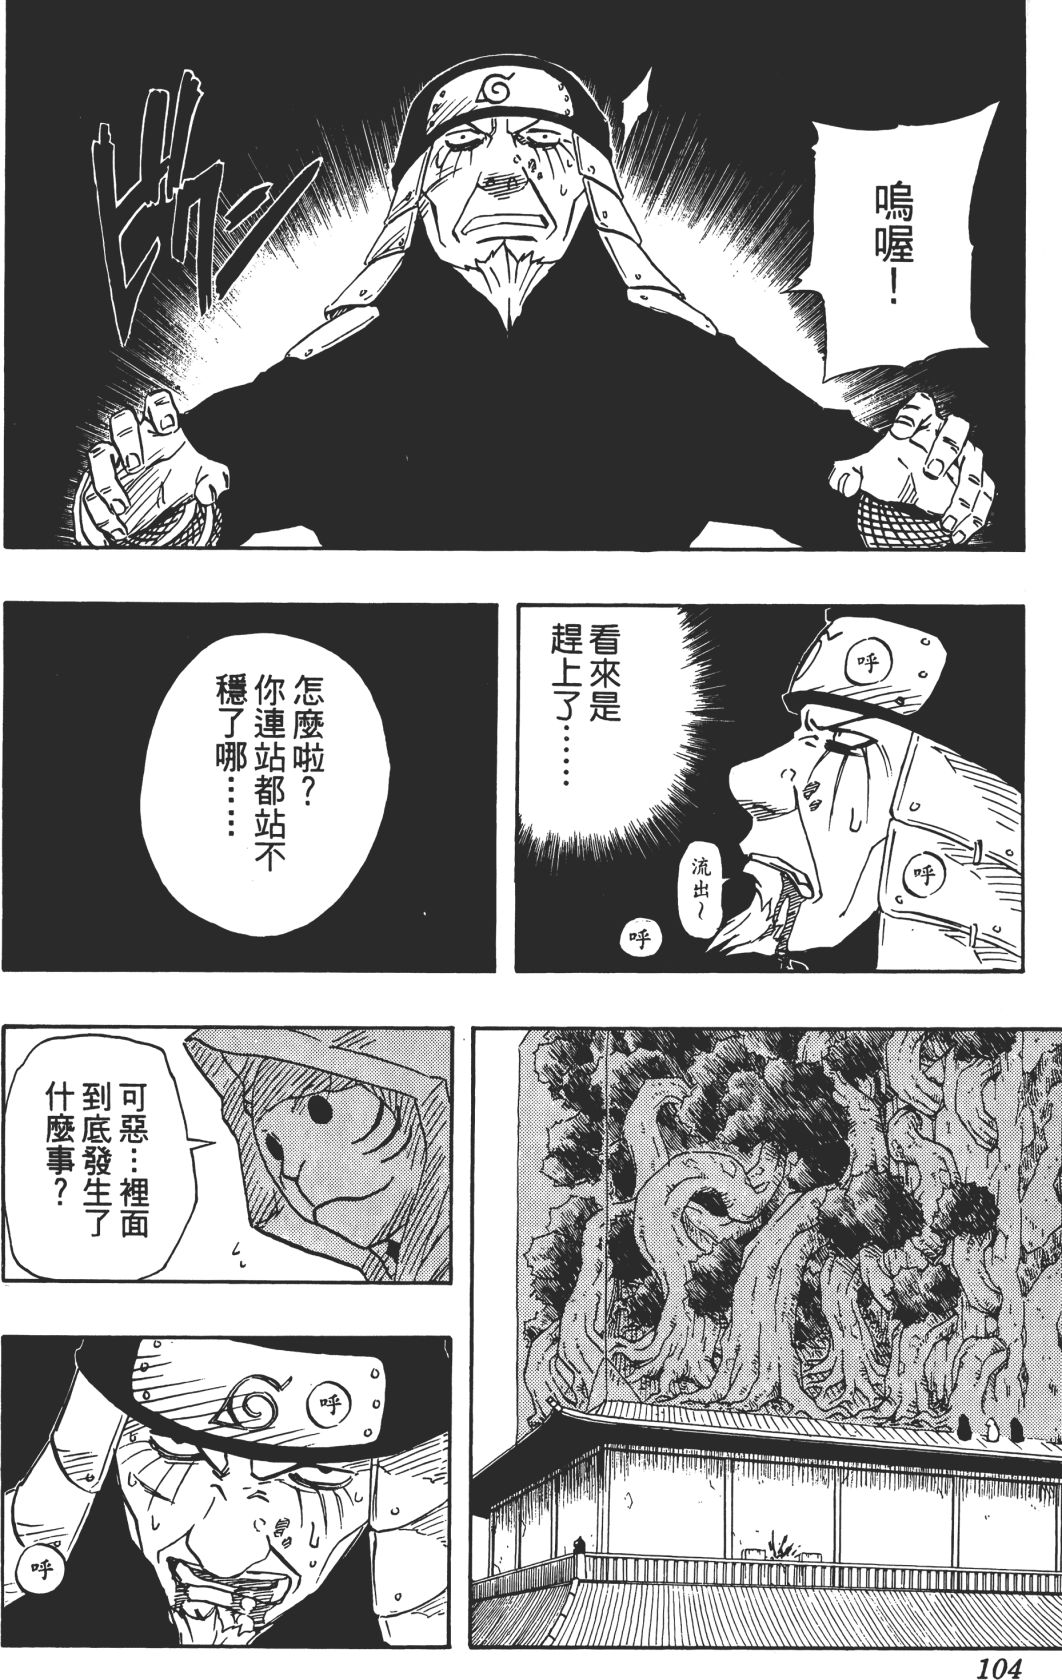 嗚喔！
ビクン
看來是
趕上了……
呼
呼
流出～
呼
怎麼啦？
你連站都站不
穩了哪……
可惡…裡面
到底發生了
什麼事？
呼
呼
104